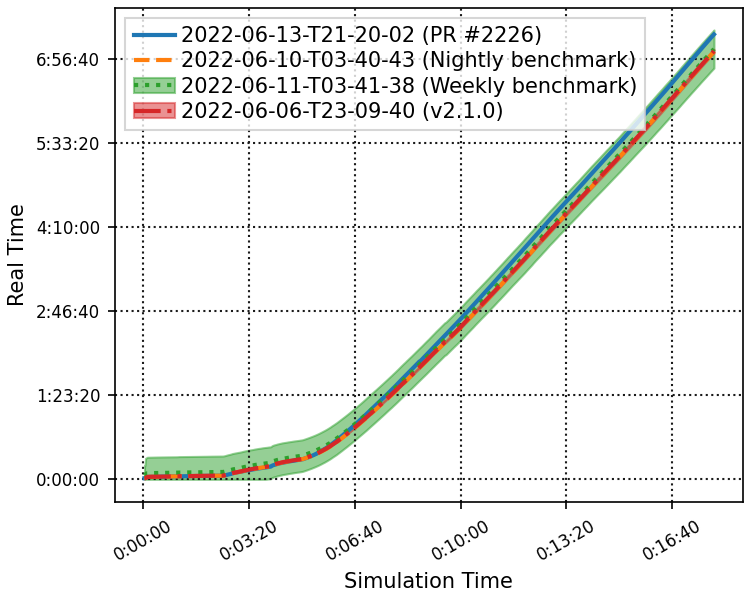 2022-06-13-T21-20-02 (PR #2226)
2022-06-10-T03-40-43 (Nightly benchmark)
2022-06-11-T03-41-38 (Weekly benchmark)
2022-06-06-T23-09-40 (v2.1.0)
Real Time
6:56:40
5:33:20
4:10:00
2:46:40
1:23:20
0:00:00
0:00:00
0:03:20
0:06:40
0:10:00
0:13:20
0:16:40
Simulation Time